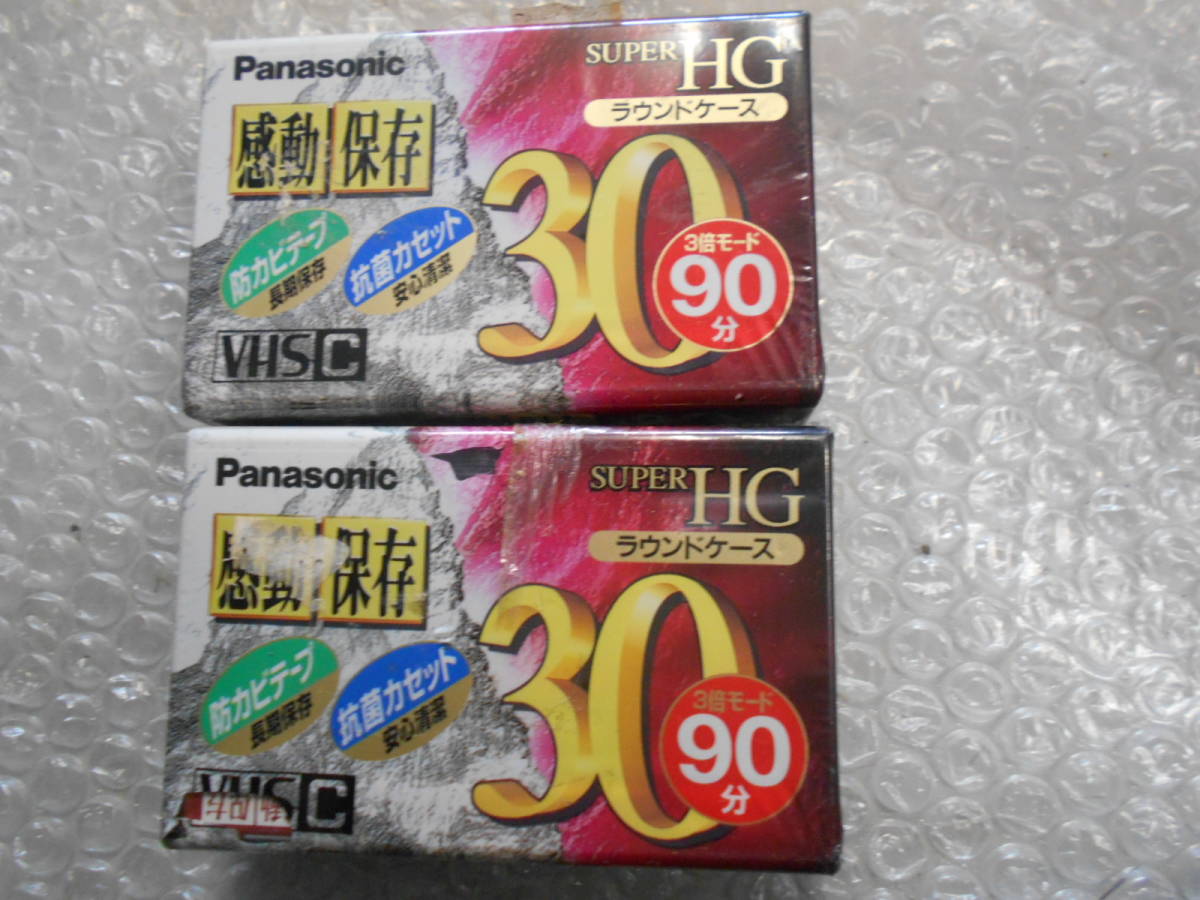 Panasonic
SUPER HG
ラウンドケース
感動 保存
30
防カビテープ
長期保存
抗菌カセット
安心清潔
3倍モード
90
分
VHS C
Panasonic
SUPER HG
ラウンドケース
感動 保存
30
防カビテープ
長期保存
抗菌カセット
安心清潔
3倍モード
90
分
VHS C